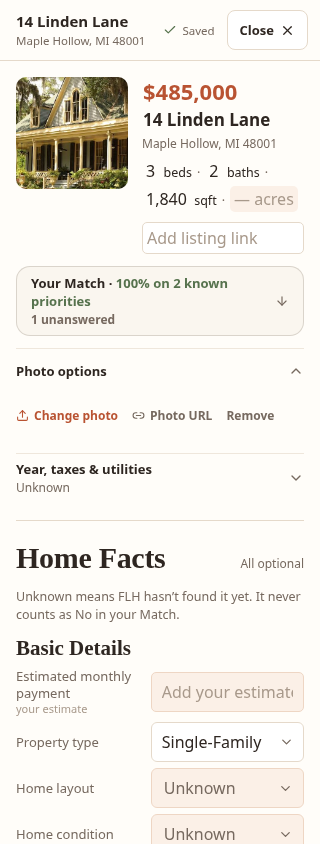 14 Linden Lane
Maple Hollow, MI 48001
Saved
Close
$485,000
14 Linden Lane
Maple Hollow, MI 48001
3 beds · 2 baths ·
1,840 sqft · — acres
Add listing link
Your Match · 100% on 2 known
priorities
1 unanswered
Photo options
Change photo
Photo URL
Remove
Year, taxes & utilities
Unknown
Home Facts
All optional
Unknown means FLH hasn’t found it yet. It never
counts as No in your Match.
Basic Details
Estimated monthly
payment
your estimate
Add your estimate
Property type
Single-Family
Home layout
Unknown
Home condition
Unknown